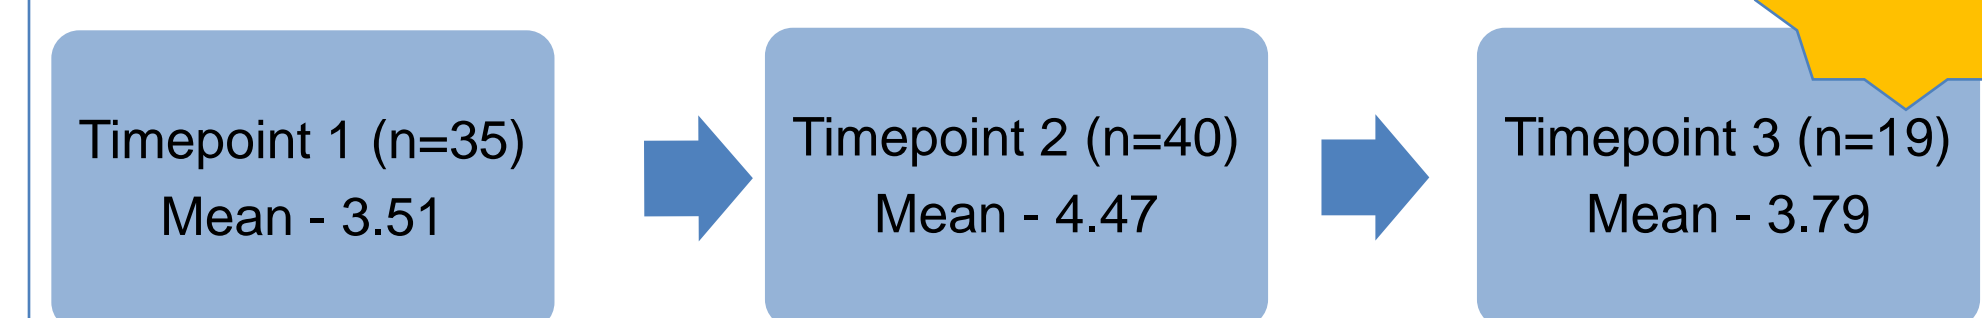 Timepoint 1 (n=35)
Mean - 3.51
Timepoint 2 (n=40)
Mean - 4.47
Timepoint 3 (n=19)
Mean - 3.79